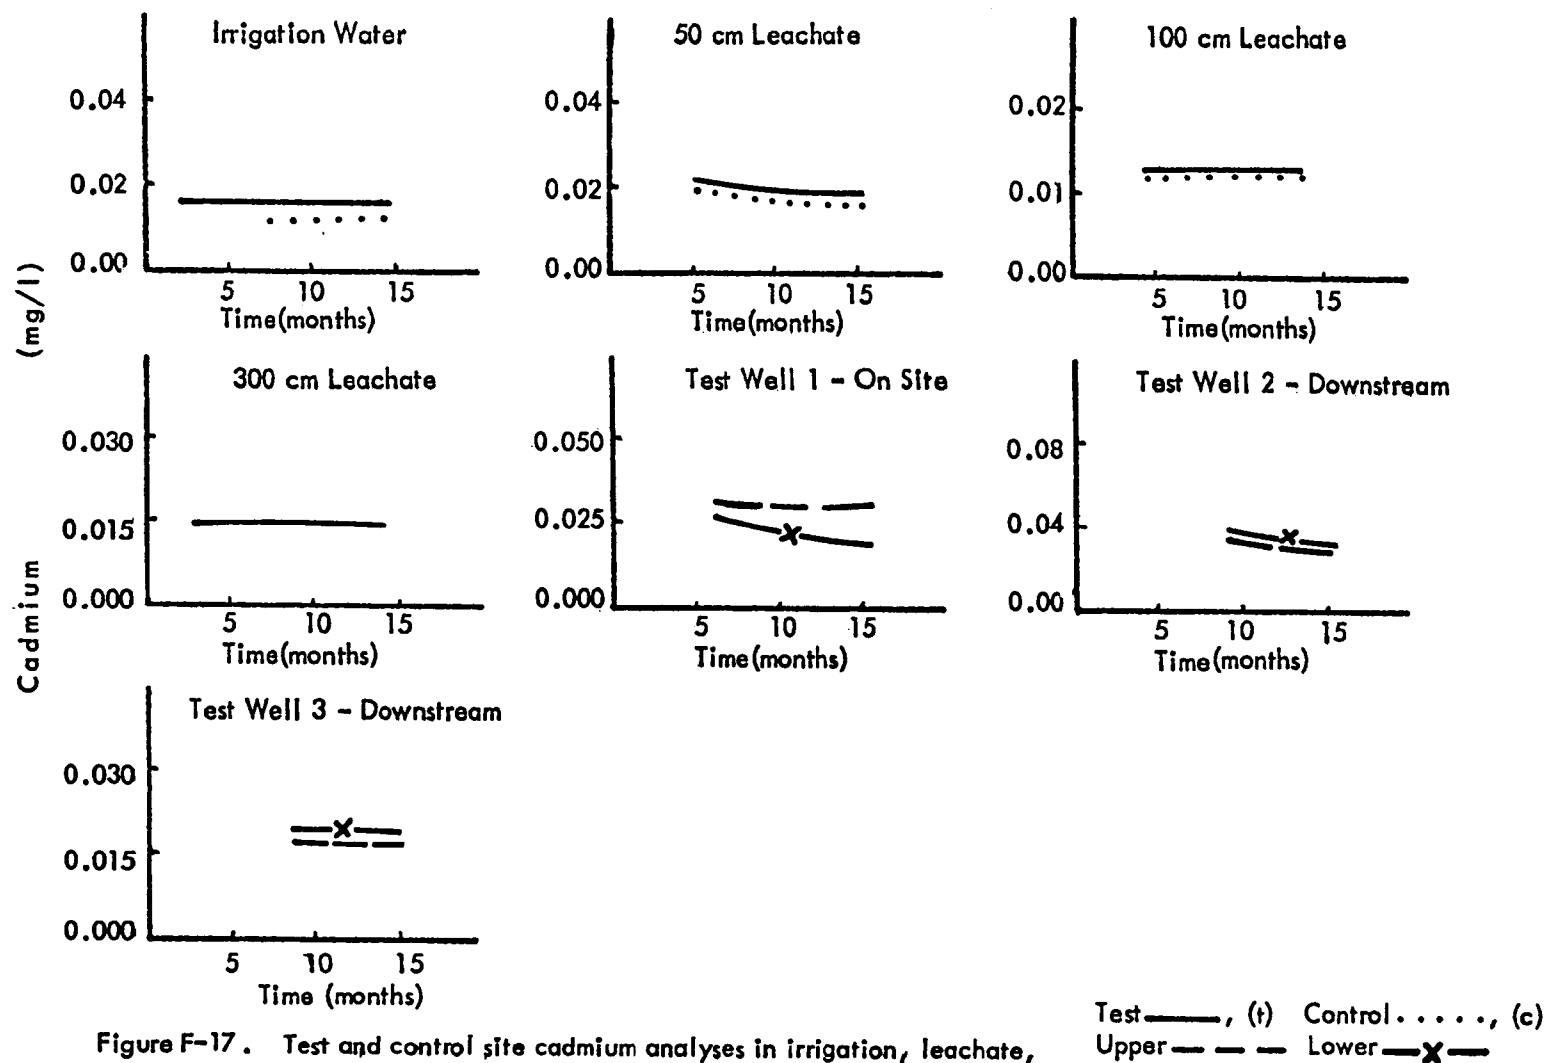 Irrigation Water
0.04
0.02
0.00
5 10 15
Time(months)
50 cm Leachate
0.04
0.02
0.00
5 10 15
Time(months)
100 cm Leachate
0.02
0.01
0.00
5 10 15
Time(months)
Cadmium (mg/l)
300 cm Leachate
0.030
0.015
0.000
5 10 15
Time(months)
Test Well 1 - On Site
0.050
0.025
0.000
5 10 15
Time(months)
Test Well 2 - Downstream
0.08
0.04
0.00
5 10 15
Time(months)
Test Well 3 - Downstream
0.030
0.015
0.000
5 10 15
Time (months)
Test, (t) Control ....., (c)
Upper Lower X
Figure F-17. Test and control site cadmium analyses in irrigation, leachate,